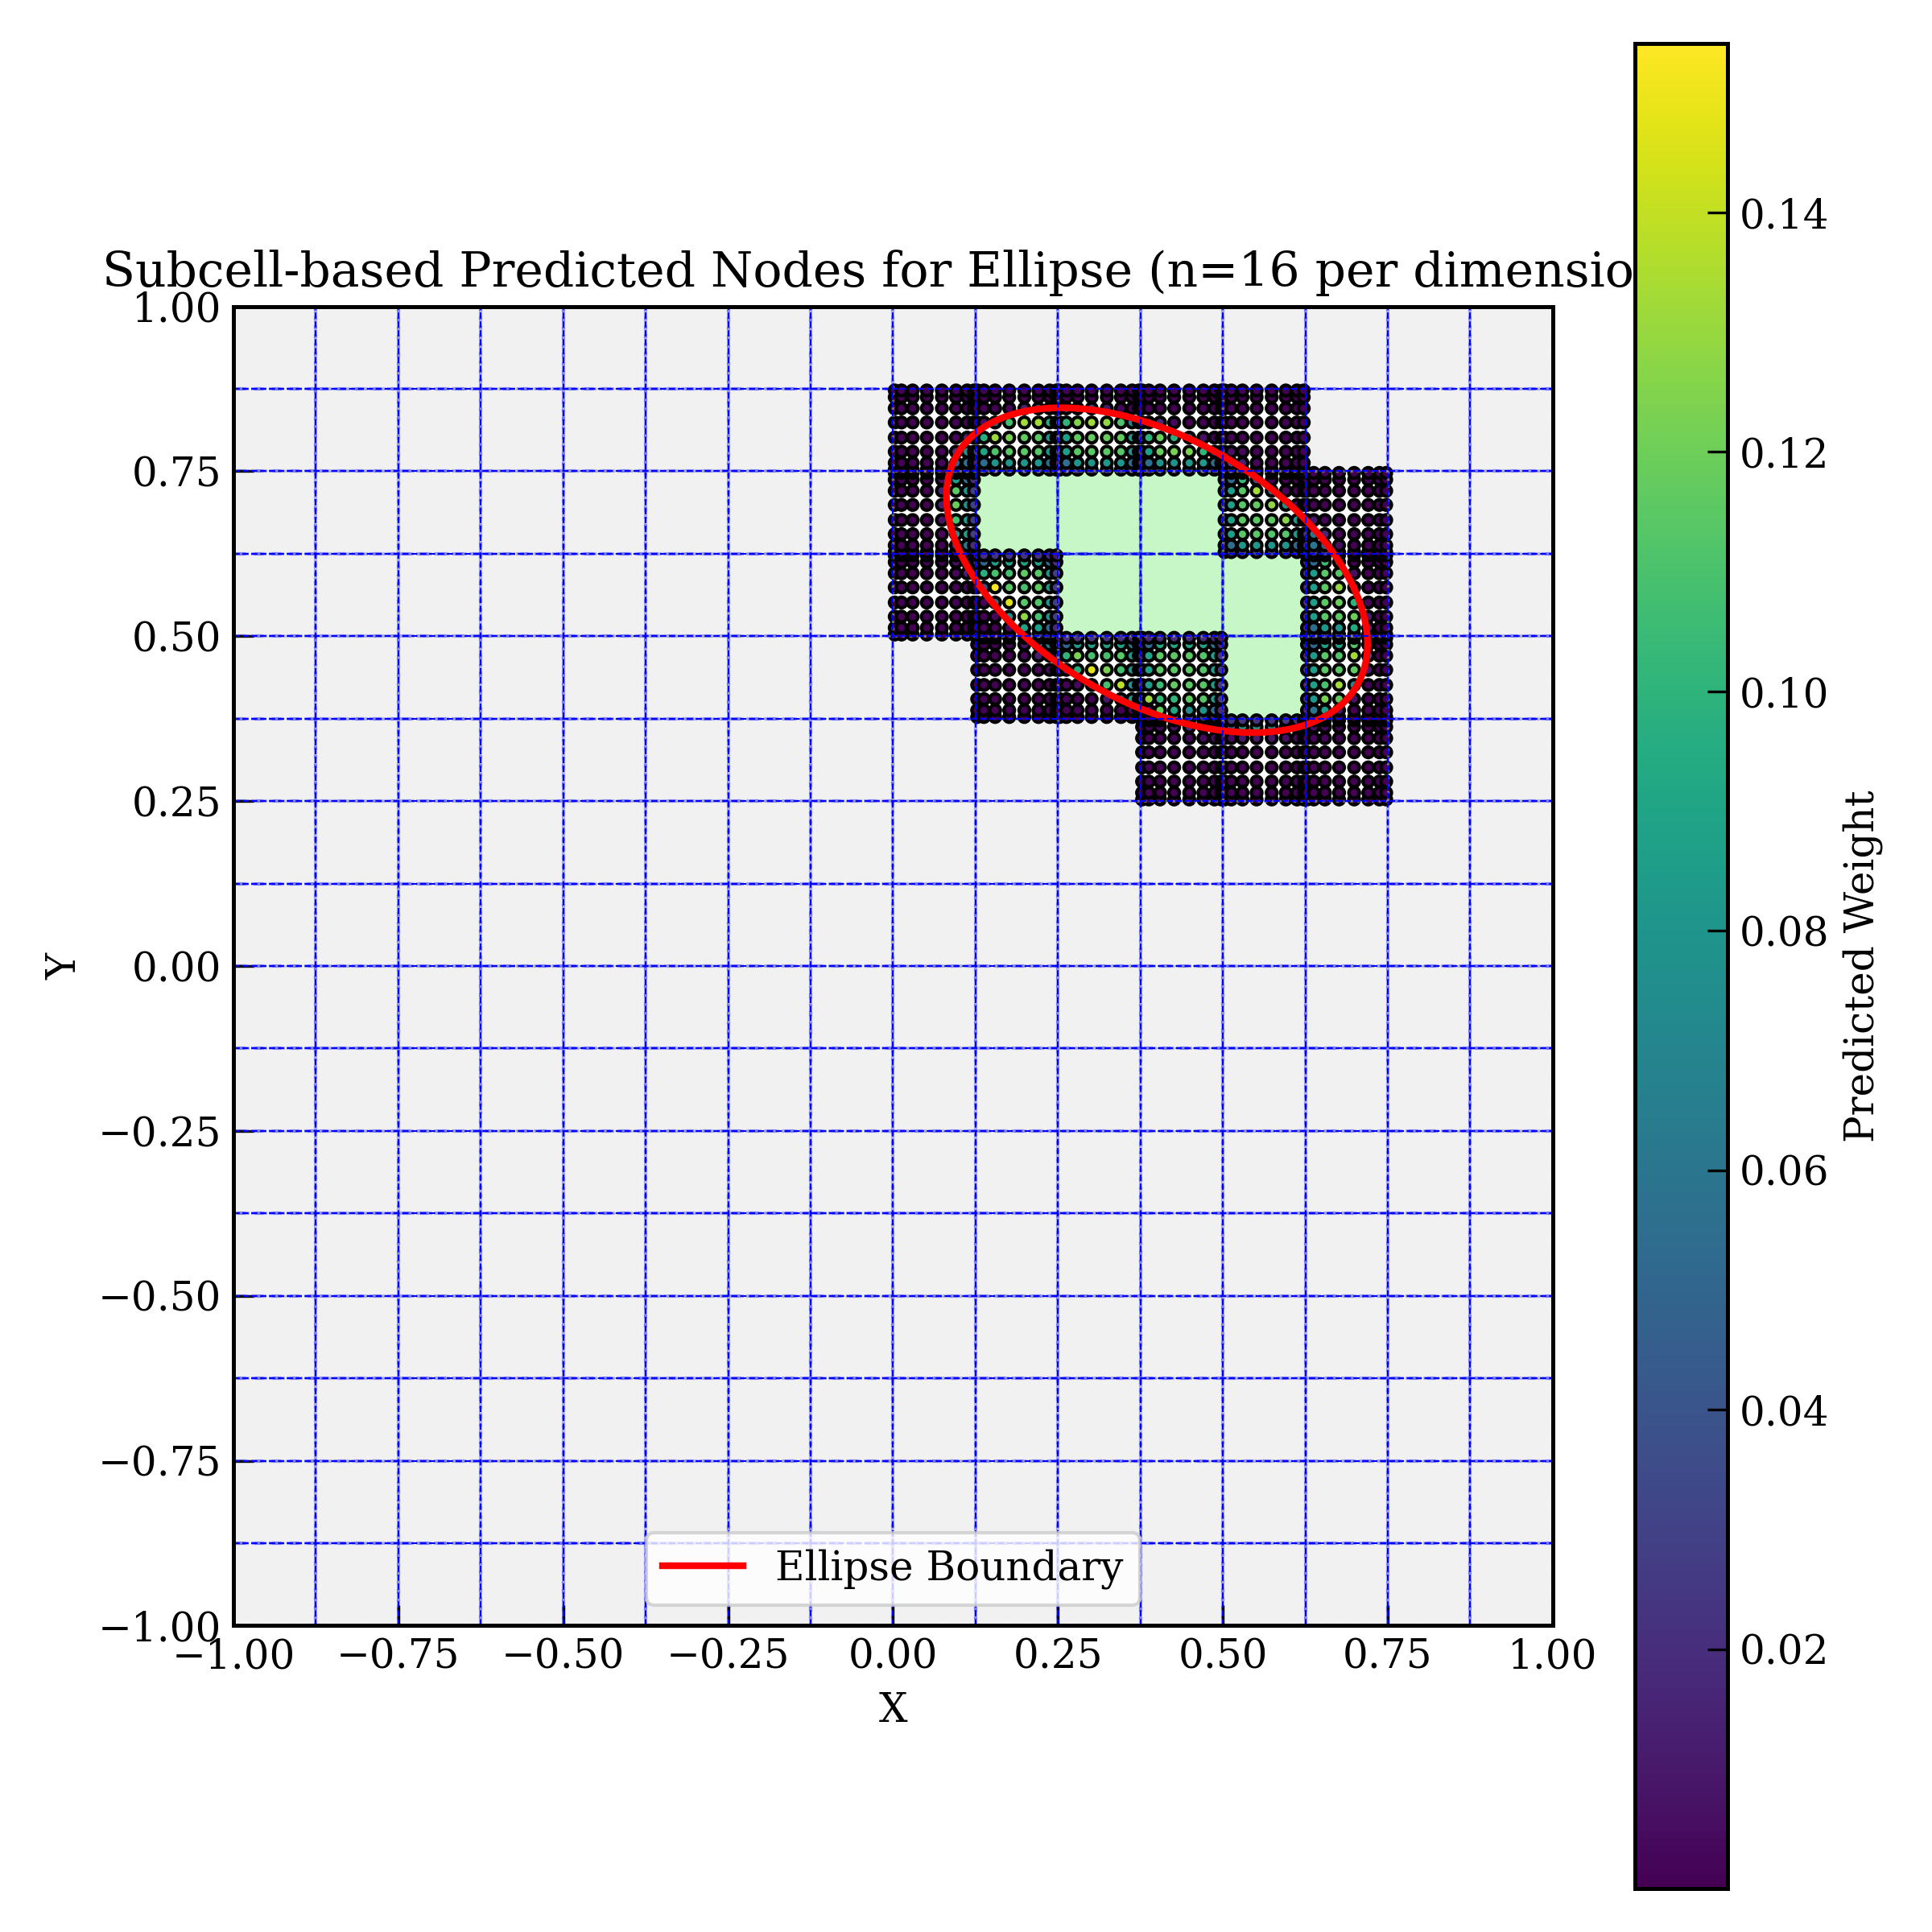 Subcell-based Predicted Nodes for Ellipse (n=16 per dimensio
1.00
0.75
0.50
0.25
0.00
−0.25
−0.50
−0.75
−1.00
Y
−1.00 −0.75 −0.50 −0.25 0.00 0.25 0.50 0.75 1.00
X
Ellipse Boundary
0.14
0.12
0.10
0.08
0.06
0.04
0.02
Predicted Weight